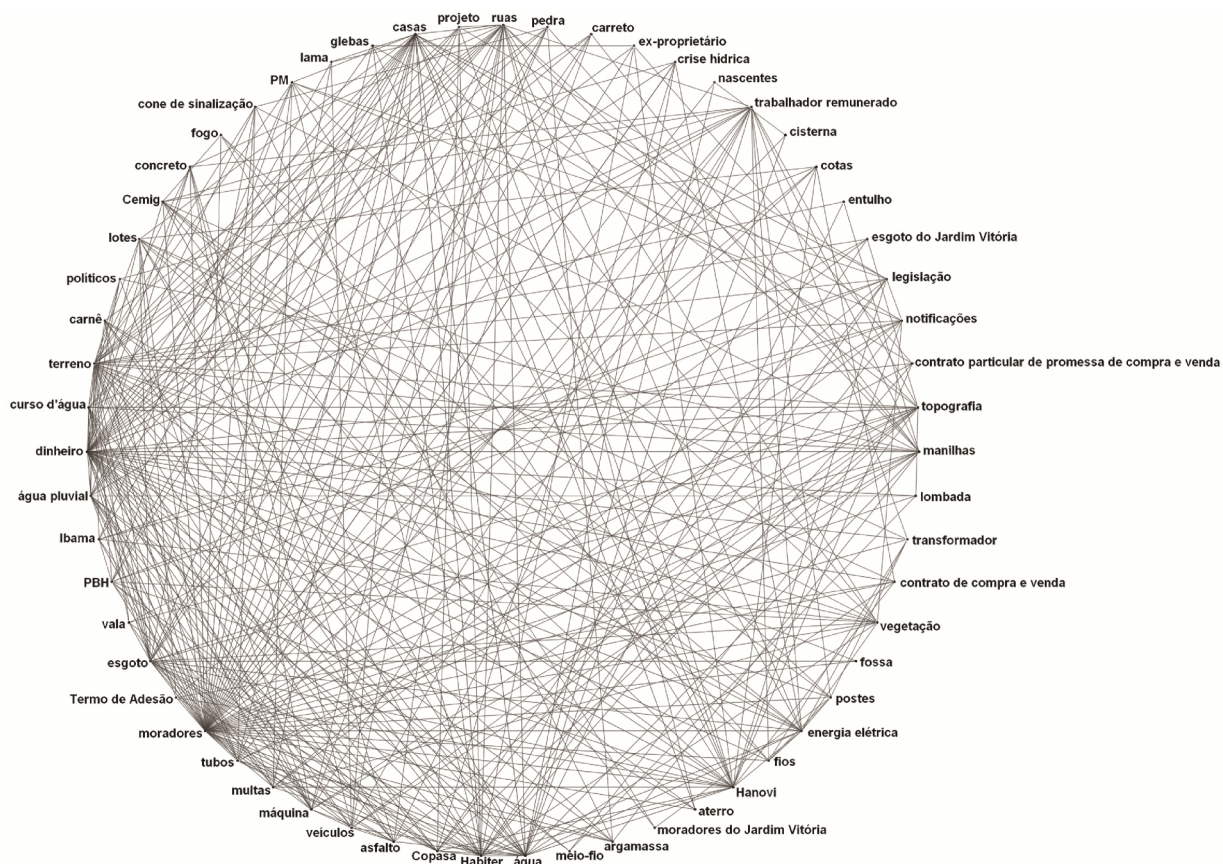 projeto
ruas
pedra
carreto
ex-proprietário
crise hídrica
nascentes
trabalhador remunerado
cisterna
cotas
entulho
esgoto do Jardim Vitória
legislação
notificações
contrato particular de promessa de compra e venda
topografia
manilhas
lombada
transformador
contrato de compra e venda
vegetação
fossa
postes
energia elétrica
fios
Hanovi
aterro
moradores do Jardim Vitória
argamassa
meio-fio
água
Habiter
Copasa
asfalto
veículos
máquina
multas
tubos
moradores
Termo de Adesão
esgoto
vala
PBH
Ibama
água pluvial
dinheiro
curso d'água
terreno
carnê
políticos
lotes
Cemig
concreto
fogo
cone de sinalização
PM
lama
glebas
casas